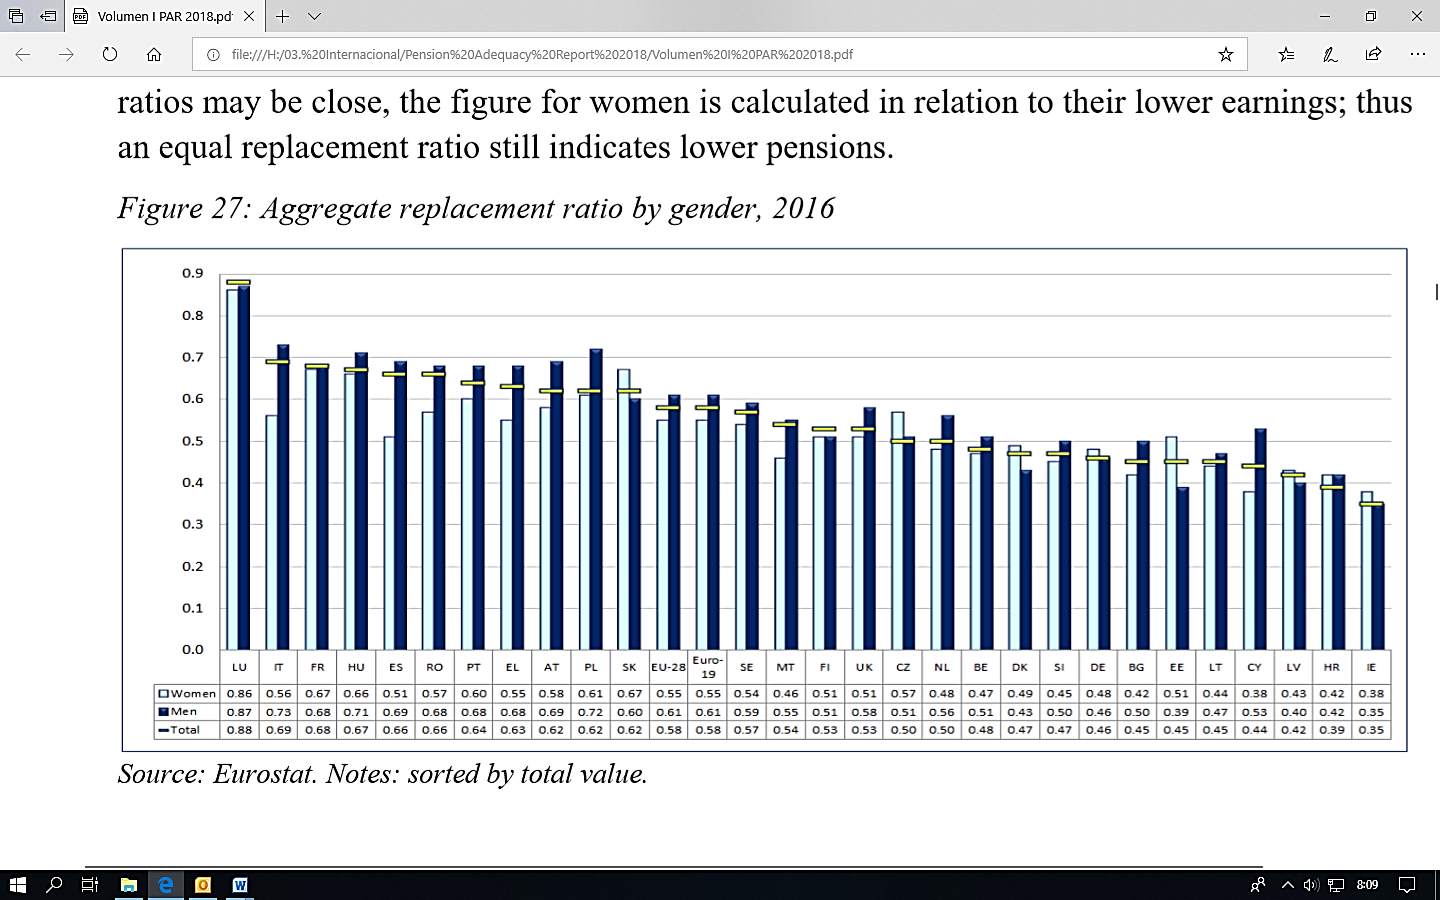 Volumen I PAR 2018.pd
file:///H:/03.%20Internacional/Pension%20Adequacy%20Report%202018/Volumen%20I%20PAR%202018.pdf
ratios may be close, the figure for women is calculated in relation to their lower earnings; thus
an equal replacement ratio still indicates lower pensions.
Figure 27: Aggregate replacement ratio by gender, 2016
0.9
0.8
0.7
0.6
0.5
0.4
0.3
0.2
0.1
0.0
LU IT FR HU ES RO PT EL AT PL SK EU-28 Euro-19 SE MT FI UK CZ NL BE DK SI DE BG EE LT CY LV HR IE
Women 0.86 0.56 0.67 0.66 0.51 0.57 0.60 0.55 0.58 0.61 0.67 0.55 0.55 0.54 0.46 0.51 0.51 0.57 0.48 0.47 0.49 0.45 0.48 0.42 0.51 0.44 0.38 0.43 0.42 0.38
Men 0.87 0.73 0.68 0.71 0.69 0.68 0.68 0.68 0.69 0.72 0.60 0.61 0.61 0.59 0.55 0.51 0.58 0.51 0.56 0.51 0.43 0.50 0.46 0.50 0.39 0.47 0.53 0.40 0.42 0.35
Total 0.88 0.69 0.68 0.67 0.66 0.66 0.64 0.63 0.62 0.62 0.62 0.58 0.58 0.57 0.54 0.53 0.53 0.50 0.50 0.48 0.47 0.47 0.46 0.45 0.45 0.45 0.44 0.42 0.39 0.35
Source: Eurostat. Notes: sorted by total value.
8:09